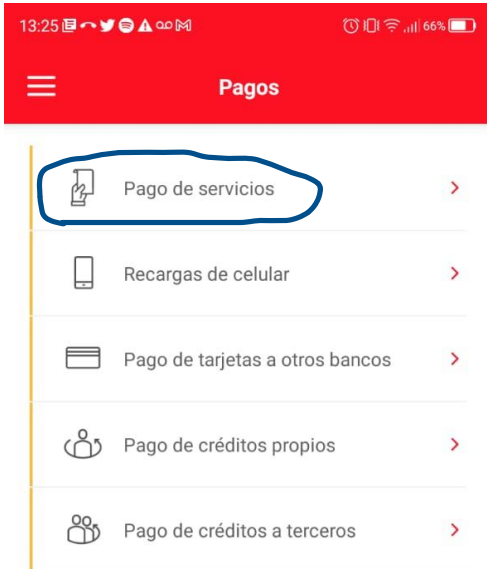 13:25 66%
Pagos
Pago de servicios
Recargas de celular
Pago de tarjetas a otros bancos
Pago de créditos propios
Pago de créditos a terceros